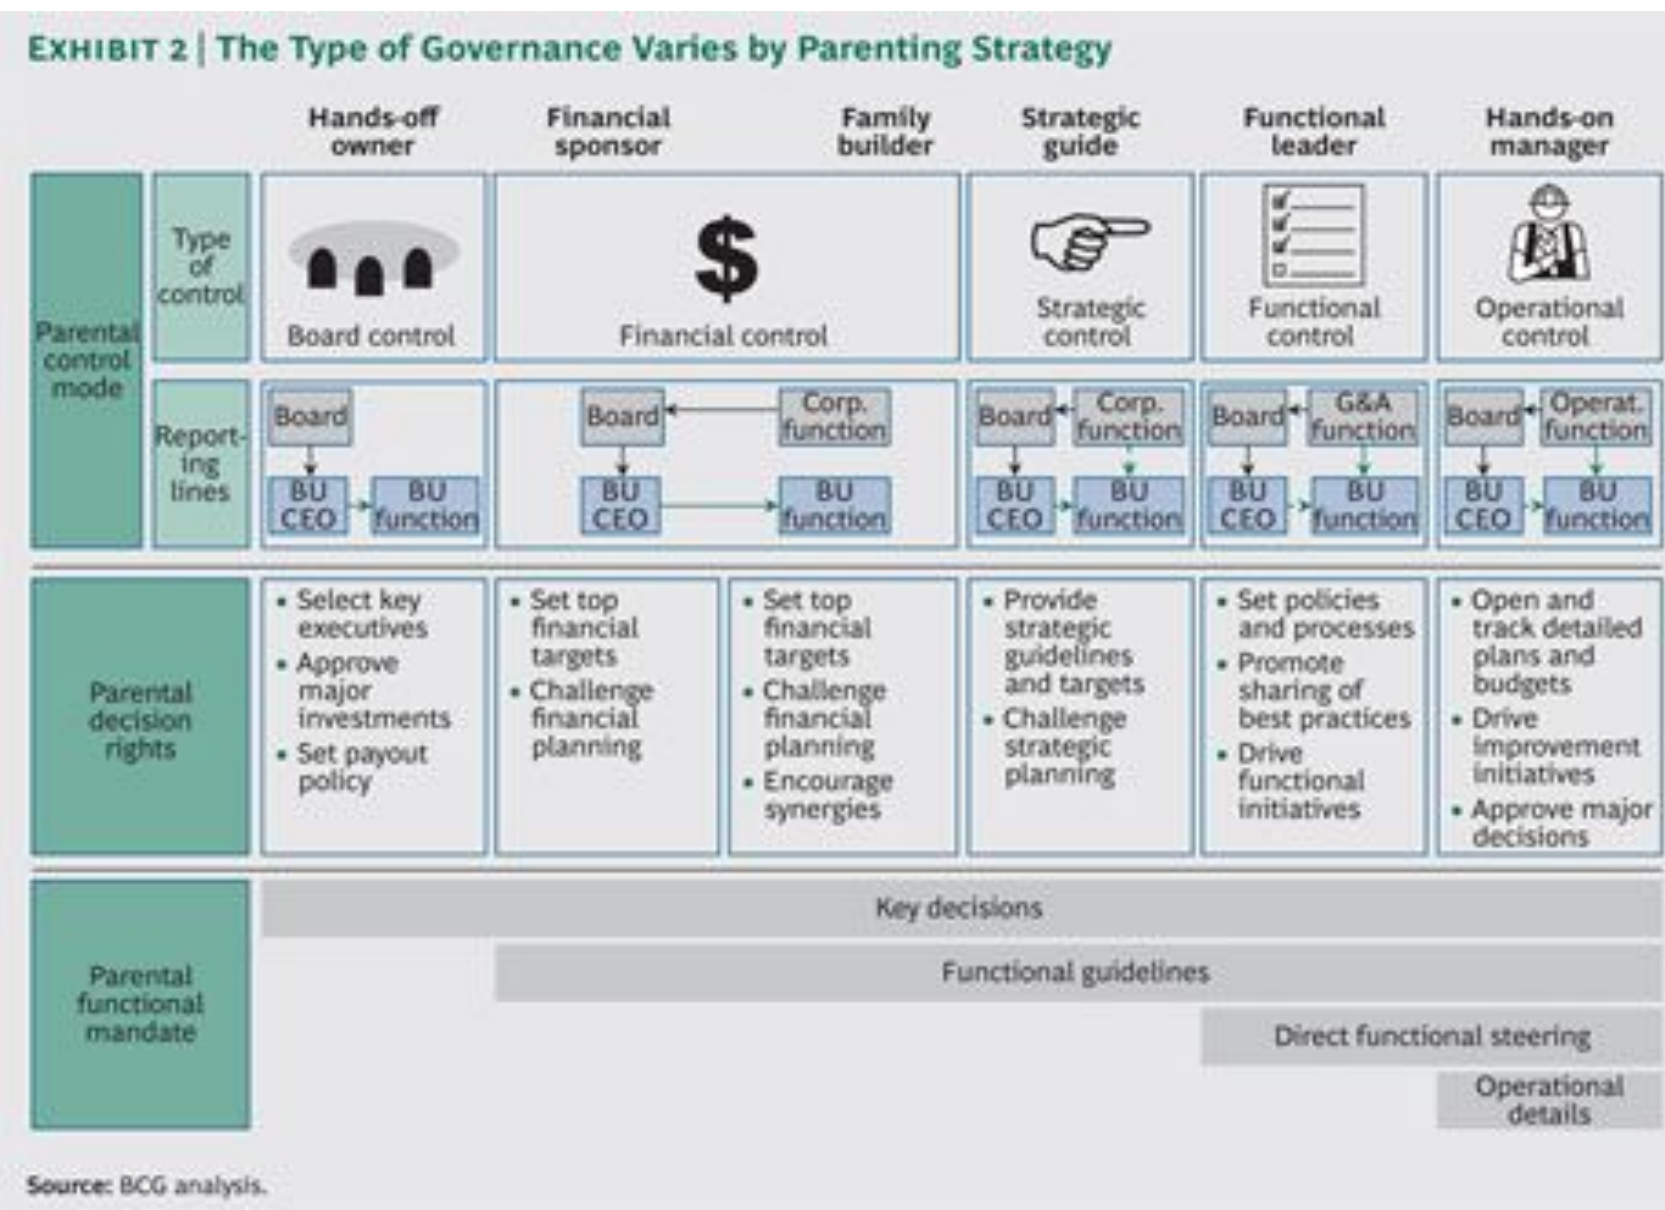 EXHIBIT 2 | The Type of Governance Varies by Parenting Strategy
Hands-off
owner
Financial
sponsor
Family
builder
Strategic
guide
Functional
leader
Hands-on
manager
Parental
control
mode
Type
of
control
Board control
$
Financial control
Strategic
control
Functional
control
Operational
control
Report-
ing
lines
Board
BU
CEO
BU
function
Board
Corp.
function
BU
CEO
BU
function
Board
Corp.
function
BU
CEO
BU
function
Board
G&A
function
BU
CEO
BU
function
Board
Operat.
function
BU
CEO
BU
function
Parental
decision
rights
• Select key
executives
• Approve
major
investments
• Set payout
policy
• Set top
financial
targets
• Challenge
financial
planning
• Set top
financial
targets
• Challenge
financial
planning
• Encourage
synergies
• Provide
strategic
guidelines
and targets
• Challenge
strategic
planning
• Set policies
and processes
• Promote
sharing of
best practices
• Drive
functional
initiatives
• Open and
track detailed
plans and
budgets
• Drive
improvement
initiatives
• Approve major
decisions
Parental
functional
mandate
Key decisions
Functional guidelines
Direct functional steering
Operational
details
Source: BCG analysis.